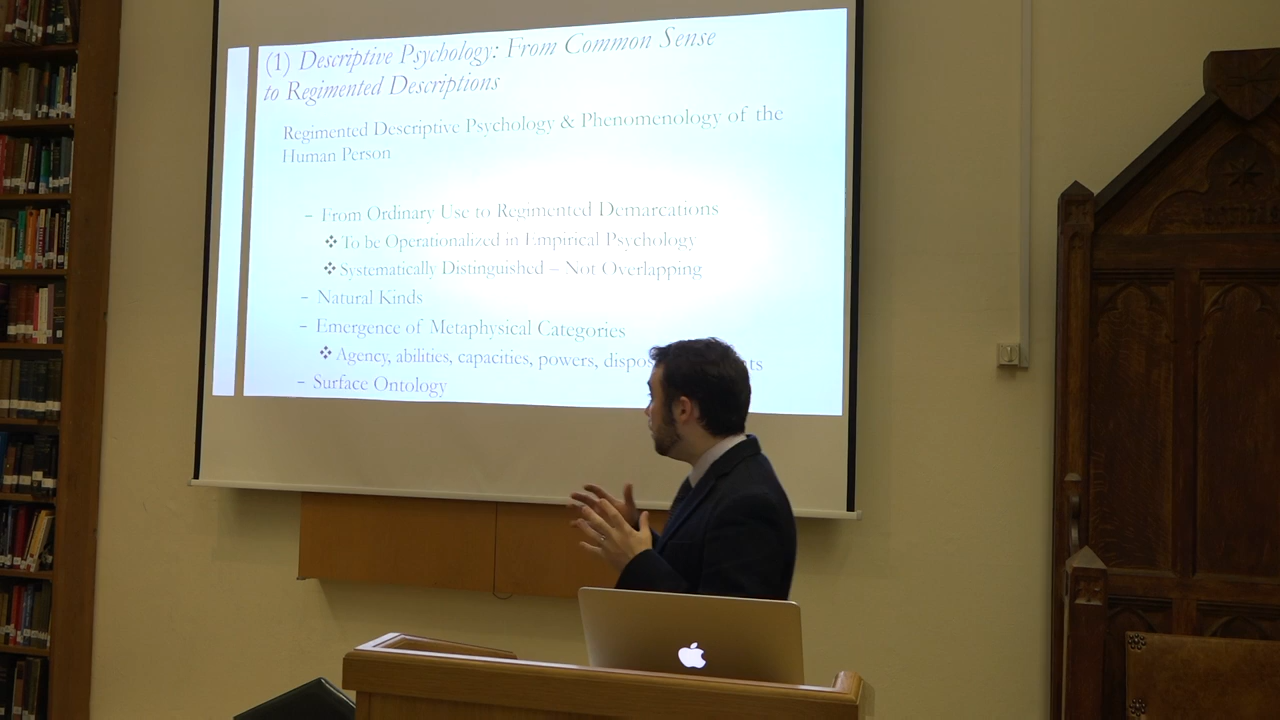 (1) Descriptive Psychology: From Common Sense
to Regimented Descriptions
Regimented Descriptive Psychology & Phenomenology of the
Human Person
– From Ordinary Use to Regimented Demarcations
❖ To be Operationalized in Empirical Psychology
❖ Systematically Distinguished – Not Overlapping
– Natural Kinds
– Emergence of Metaphysical Categories
❖ Agency, abilities, capacities, powers,
– Surface Ontology